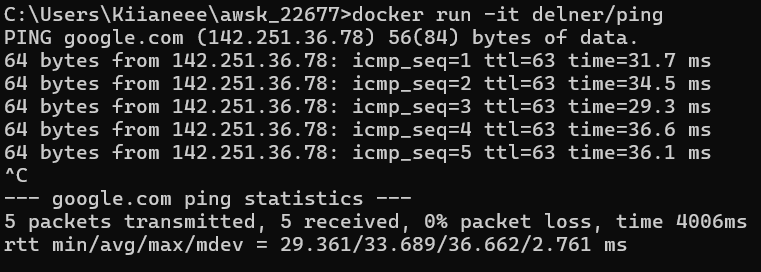 C:\Users\Kiianeee\awsk_22677>docker run -it delner/ping
PING google.com (142.251.36.78) 56(84) bytes of data.
64 bytes from 142.251.36.78: icmp_seq=1 ttl=63 time=31.7 ms
64 bytes from 142.251.36.78: icmp_seq=2 ttl=63 time=34.5 ms
64 bytes from 142.251.36.78: icmp_seq=3 ttl=63 time=29.3 ms
64 bytes from 142.251.36.78: icmp_seq=4 ttl=63 time=36.6 ms
64 bytes from 142.251.36.78: icmp_seq=5 ttl=63 time=36.1 ms
^C
--- google.com ping statistics ---
5 packets transmitted, 5 received, 0% packet loss, time 4006ms
rtt min/avg/max/mdev = 29.361/33.689/36.662/2.761 ms